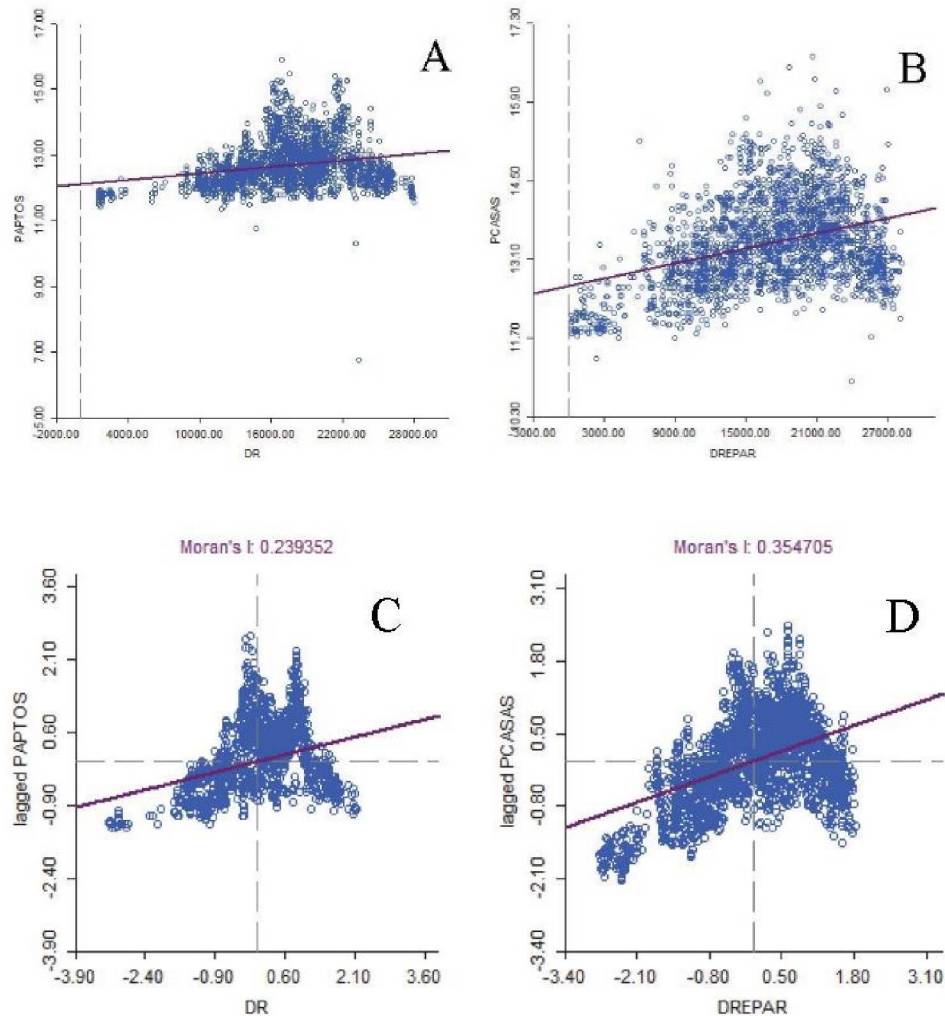 A
17.00
15.00
13.00
11.00
9.00
7.00
5.00
PAPTOS
-2000.00 4000.00 10000.00 16000.00 22000.00 28000.00
DR
B
17.30
15.90
14.50
13.10
11.70
10.30
PCASAS
-3000.00 3000.00 9000.00 15000.00 21000.00 27000.00
DREPAR
Moran's I: 0.239352
C
3.60
2.10
0.60
-0.90
-2.40
-3.90
lagged PAPTOS
-3.90 -2.40 -0.90 0.60 2.10 3.60
DR
Moran's I: 0.354705
D
3.10
1.80
0.50
-0.80
-2.10
-3.40
lagged PCASAS
-3.40 -2.10 -0.80 0.50 1.80 3.10
DREPAR